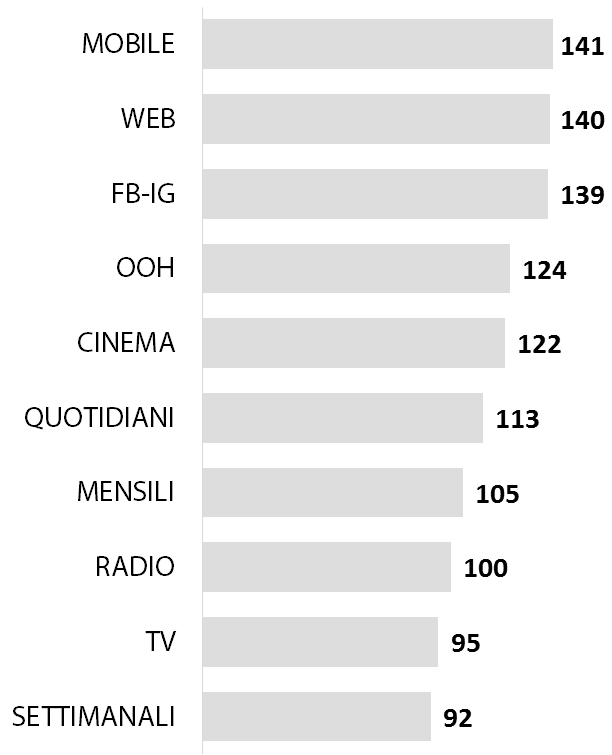 MOBILE 141
WEB 140
FB-IG 139
OOH 124
CINEMA 122
QUOTIDIANI 113
MENSILI 105
RADIO 100
TV 95
SETTIMANALI 92